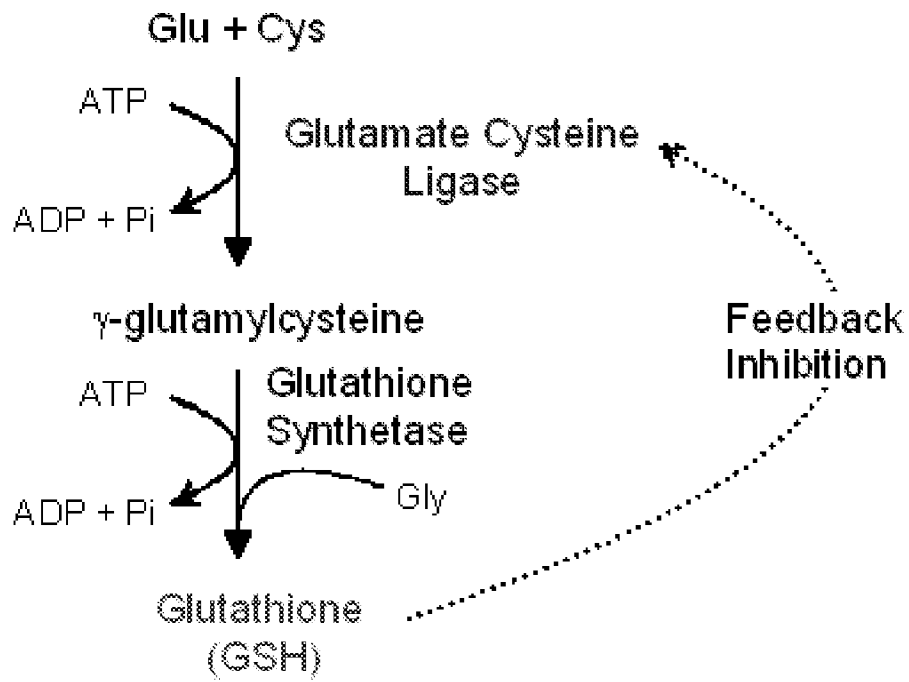 Glu + Cys
ATP
Glutamate Cysteine
Ligase
ADP + Pi
γ-glutamylcysteine
Feedback
Inhibition
ATP
Glutathione
Synthetase
Gly
ADP + Pi
Glutathione
(GSH)